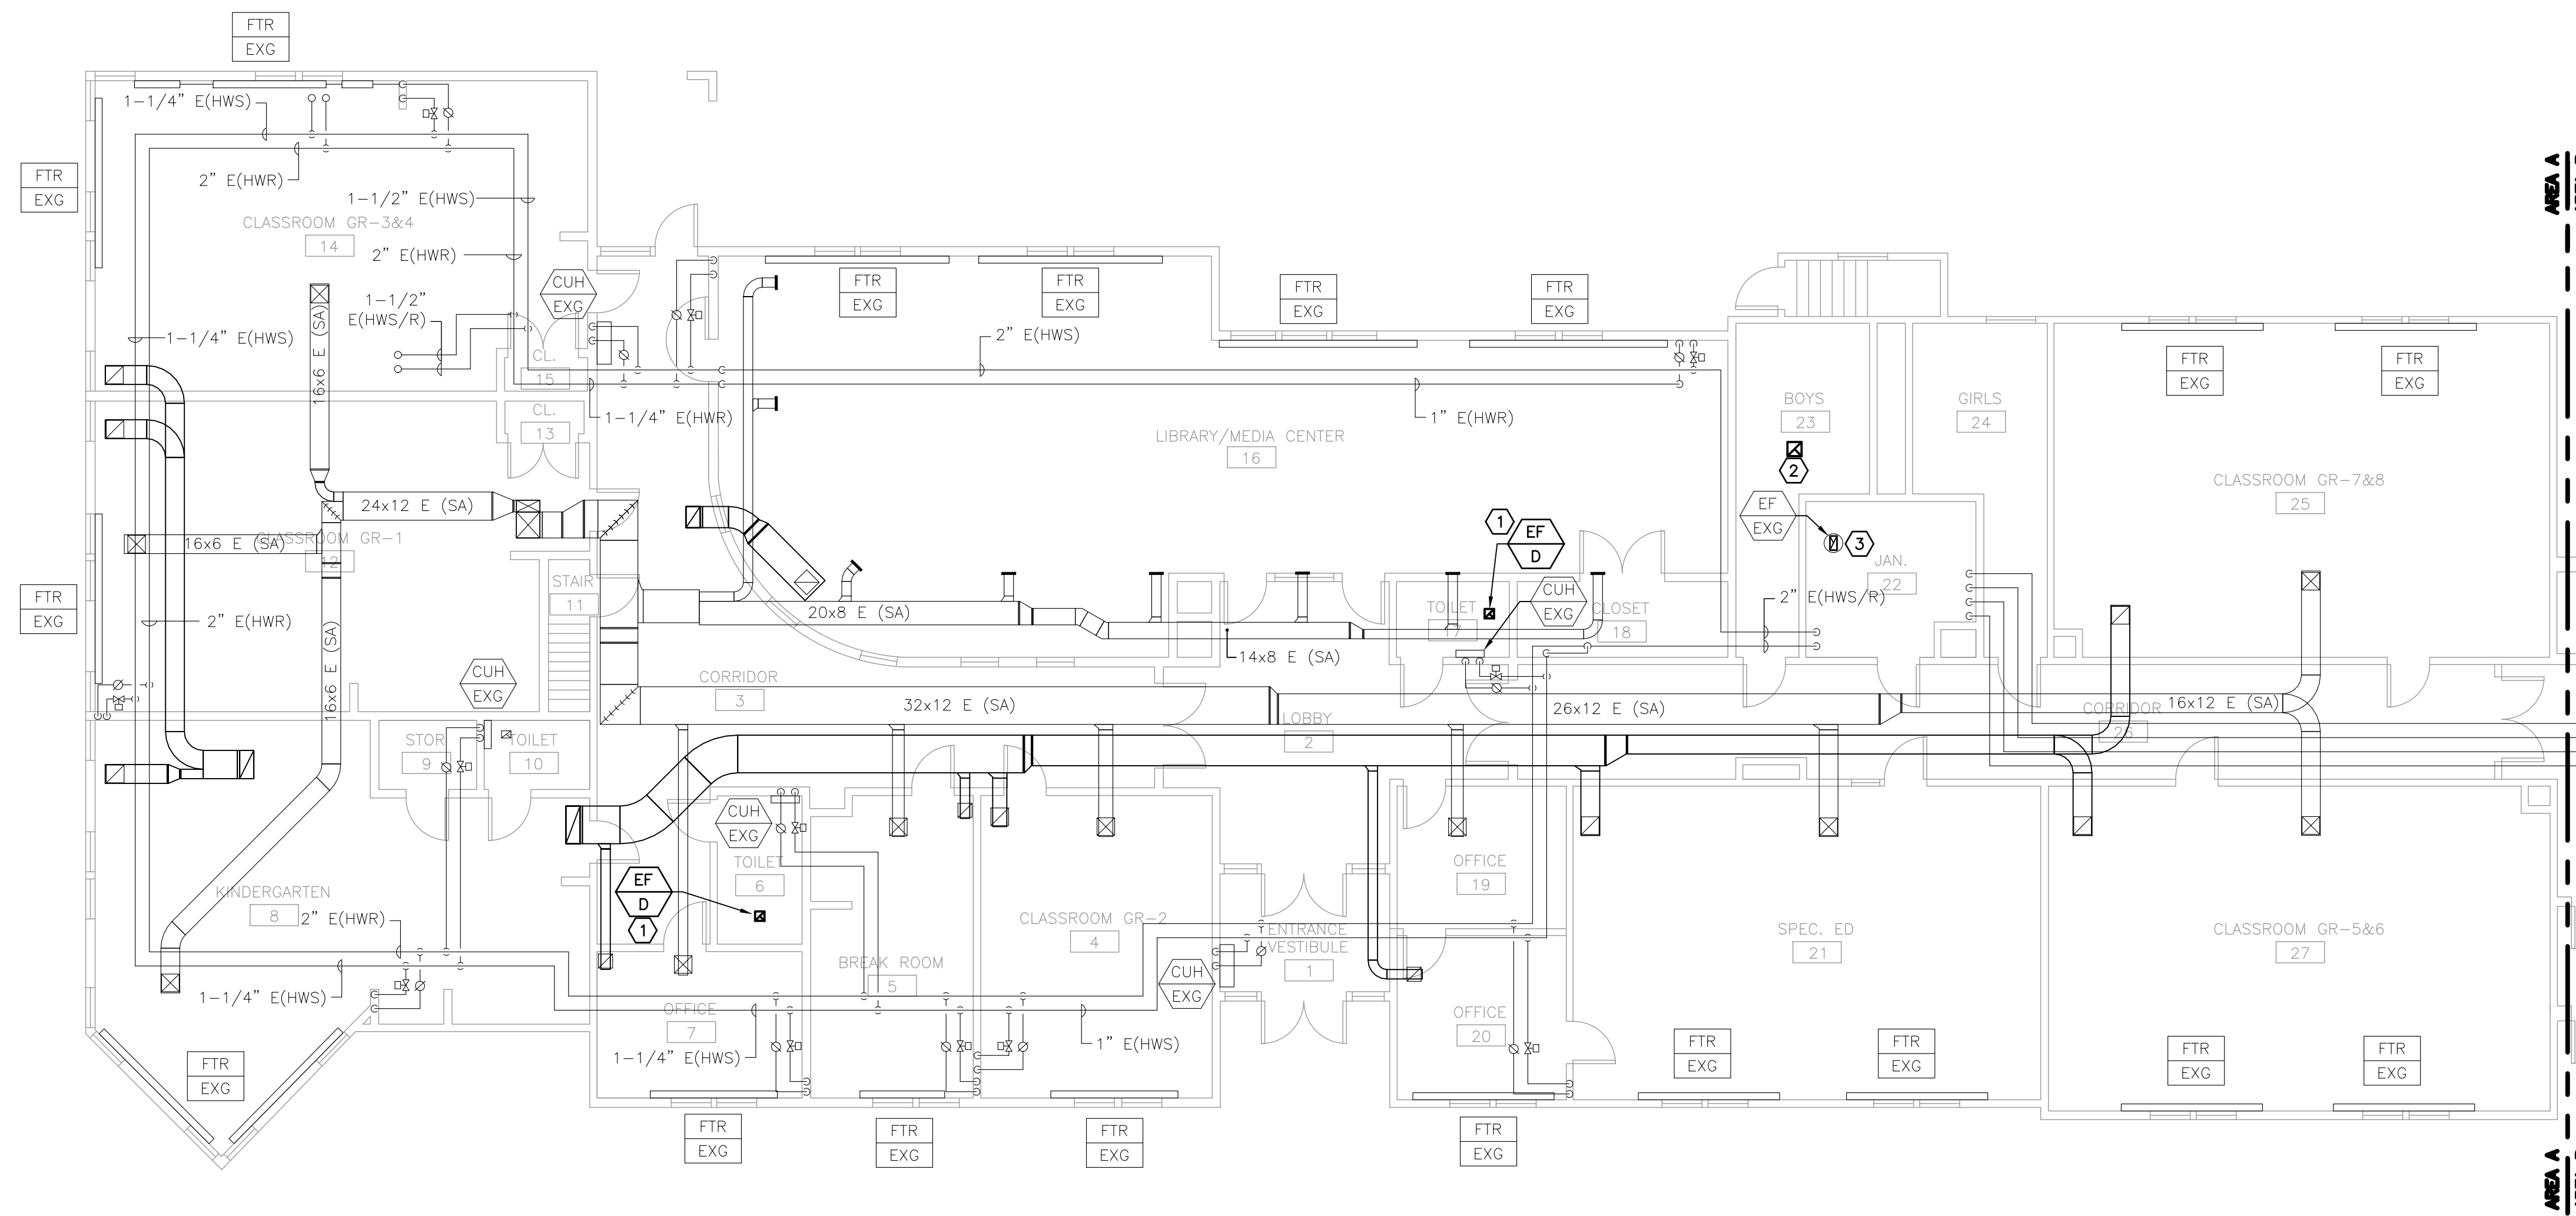 FTR
EXG
1-1/4" E(HWS)
2" E(HWR)
1-1/2" E(HWS)
FTR
EXG
CLASSROOM GR-3&4
14
2" E(HWR)
1-1/2"
E(HWS/R)
CUH
EXG
1-1/4" E(HWS)
16x6 E (SA)
CL.
15
CL.
13
1-1/4" E(HWR)
FTR
EXG
FTR
EXG
FTR
EXG
FTR
EXG
2" E(HWS)
1" E(HWR)
LIBRARY/MEDIA CENTER
16
BOYS
23
2
GIRLS
24
FTR
EXG
FTR
EXG
CLASSROOM GR-7&8
25
AREA A
24x12 E (SA)
16x6 E (SA)
CLASSROOM GR-1
12
FTR
EXG
2" E(HWR)
16x6 E (SA)
STAIR
11
CUH
EXG
20x8 E (SA)
14x8 E (SA)
1
EF
D
CUH
EXG
TOILET
17
CLOSET
18
EF
EXG
3
JAN.
22
2" E(HWS/R)
CORRIDOR
3
32x12 E (SA)
LOBBY
2
26x12 E (SA)
CORRIDOR
26
16x12 E (SA)
STOR
9
TOILET
10
CUH
EXG
TOILET
6
EF
D
1
KINDERGARTEN
8
2" E(HWR)
1-1/4" E(HWS)
FTR
EXG
OFFICE
7
1-1/4" E(HWS)
BREAK ROOM
5
CLASSROOM GR-2
4
1" E(HWS)
CUH
EXG
ENTRANCE
VESTIBULE
1
OFFICE
19
OFFICE
20
SPEC. ED
21
CLASSROOM GR-5&6
27
FTR
EXG
FTR
EXG
FTR
EXG
FTR
EXG
FTR
EXG
FTR
EXG
FTR
EXG
FTR
EXG
AREA A